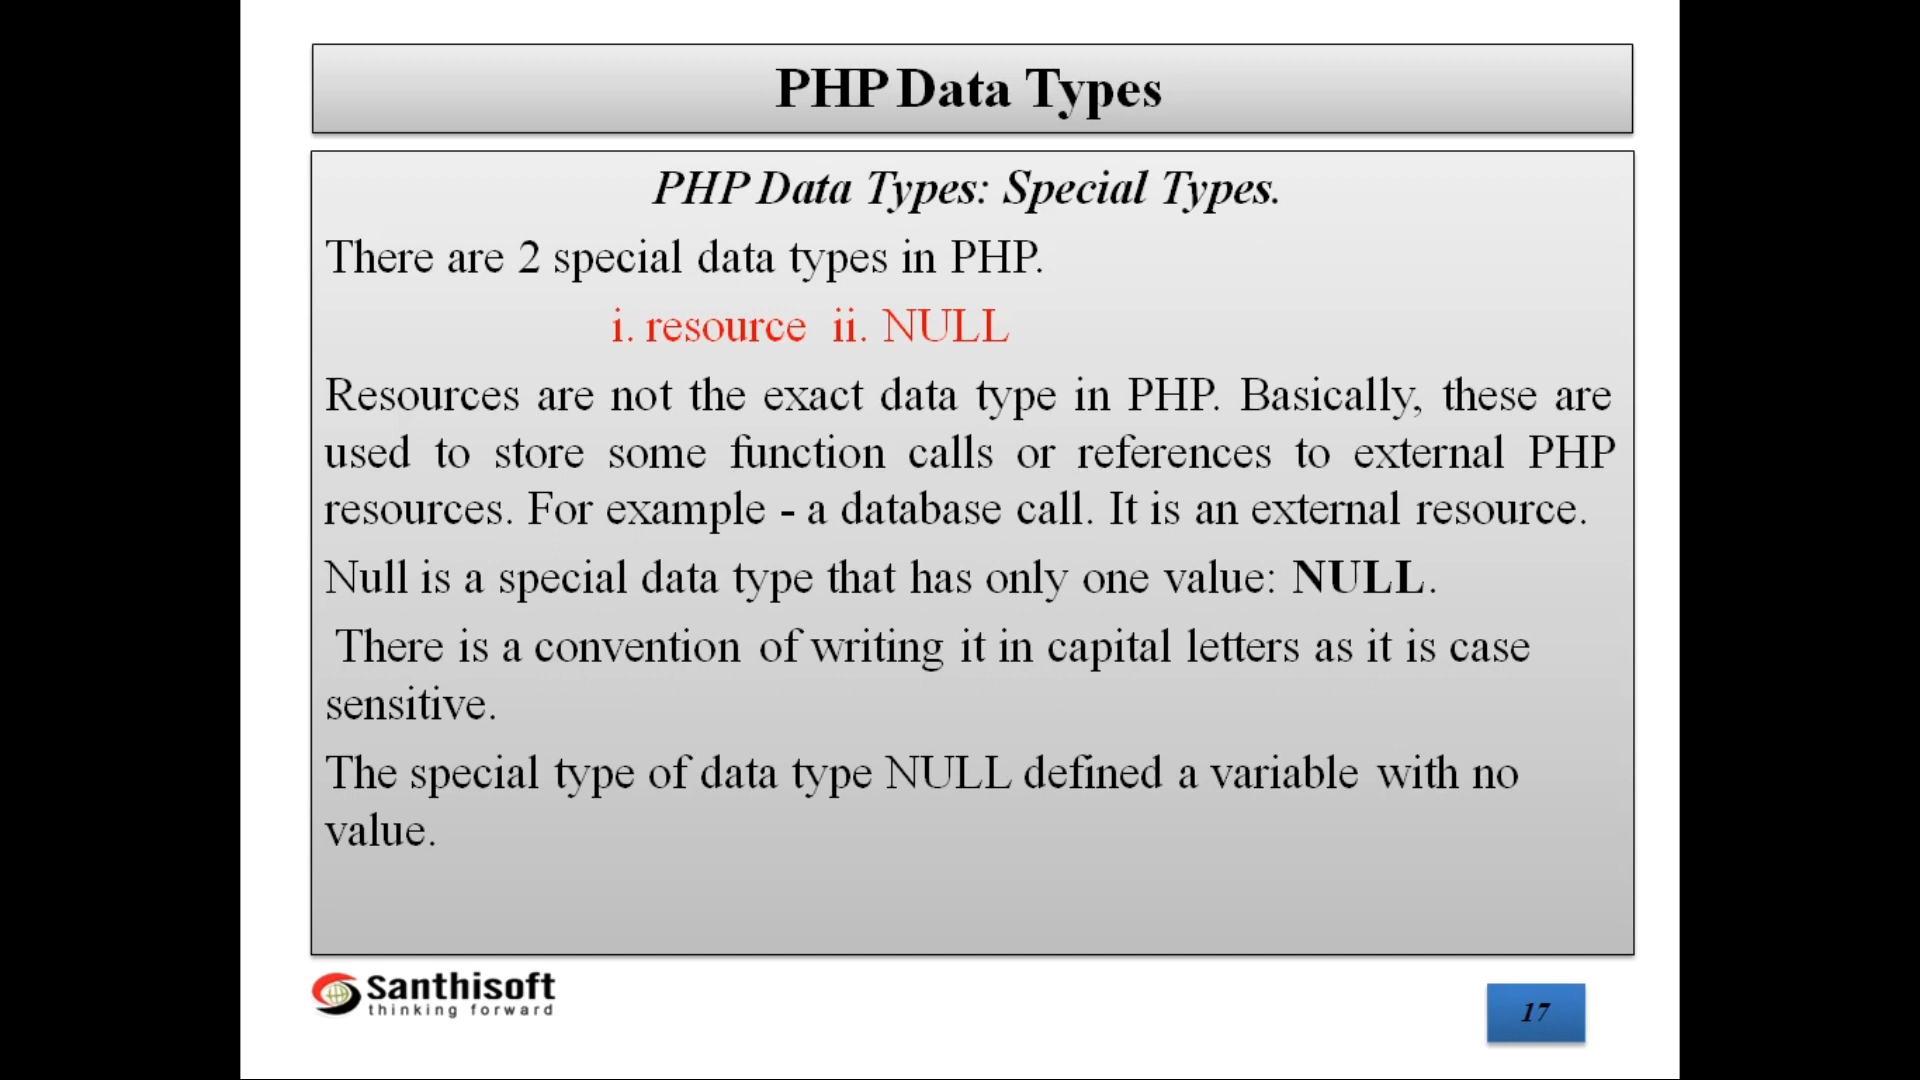 PHP Data Types
PHP Data Types: Special Types.
There are 2 special data types in PHP.
i. resource ii. NULL
Resources are not the exact data type in PHP. Basically, these are
used to store some function calls or references to external PHP
resources. For example - a database call. It is an external resource.
Null is a special data type that has only one value: NULL.
There is a convention of writing it in capital letters as it is case
sensitive.
The special type of data type NULL defined a variable with no
value.
Santhisoft
thinking forward
17